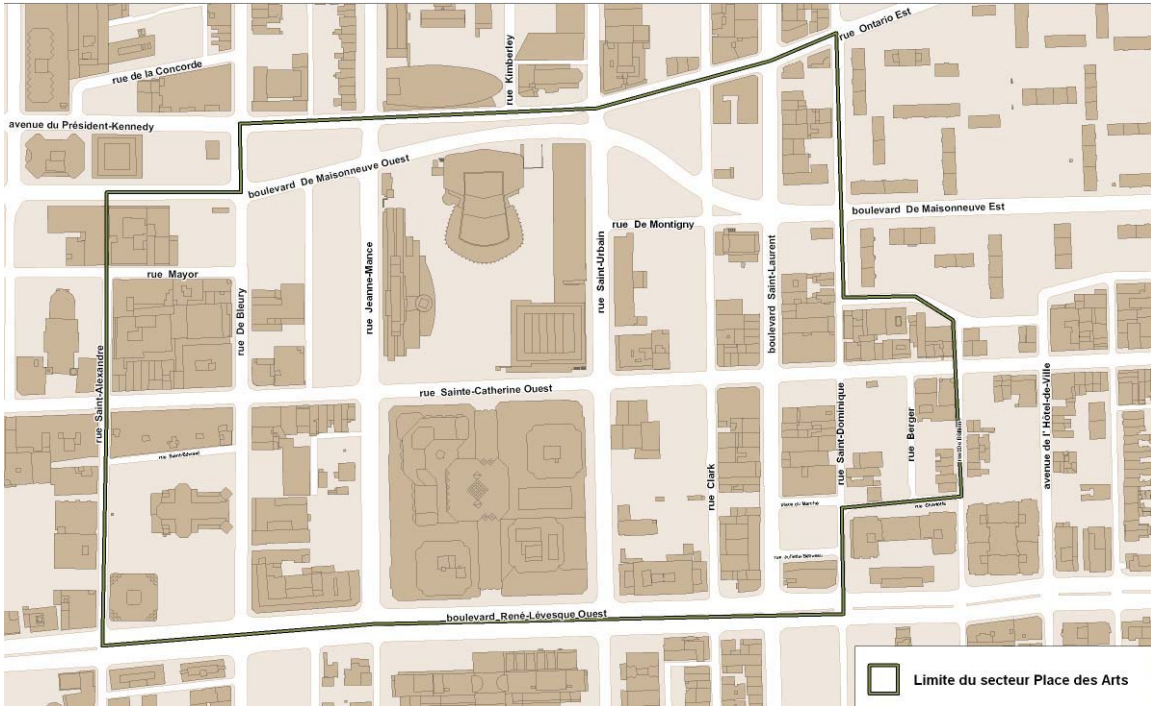 rue Ontario Est
rue de la Concorde
rue Kimberley
avenue du Président-Kennedy
boulevard De Maisonneuve Ouest
boulevard De Maisonneuve Est
rue De Montigny
rue Mayor
rue De Bleury
rue Jeanne-Mance
rue Saint-Urbain
boulevard Saint-Laurent
rue Saint-Alexandre
rue Sainte-Catherine Ouest
rue Saint-Dominique
rue Berger
avenue de l' Hôtel-de-Ville
rue Clark
rue Charlotte
boulevard René-Lévesque Ouest
Limite du secteur Place des Arts